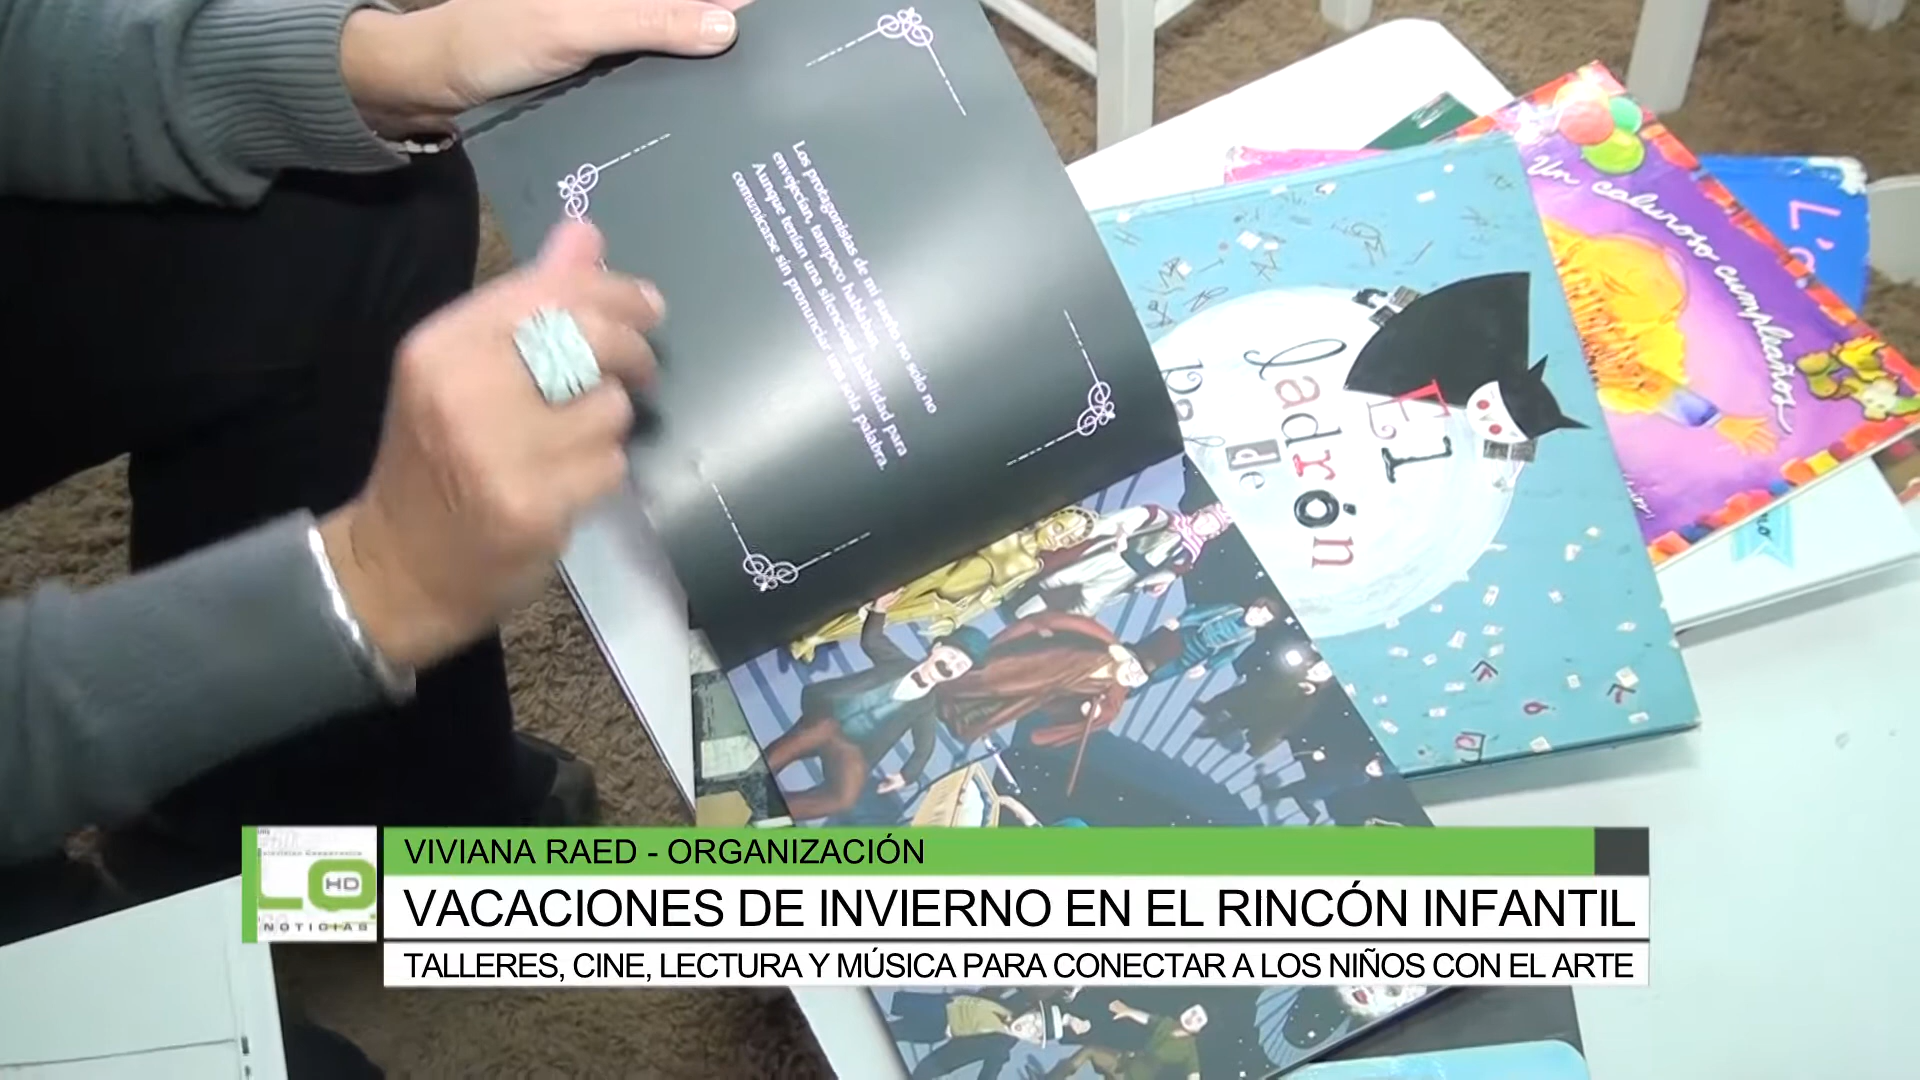 Los protagonistas de mi sueño no solo no
envejecían, tampoco hablaban.
Aunque tenían una silenciosa habilidad para
comunicarse sin pronunciar una sola palabra.
El
ladrón
de
Un caluroso cumpleaños
HD
NOTICIAS
VIVIANA RAED - ORGANIZACIÓN
VACACIONES DE INVIERNO EN EL RINCÓN INFANTIL
TALLERES, CINE, LECTURA Y MÚSICA PARA CONECTAR A LOS NIÑOS CON EL ARTE